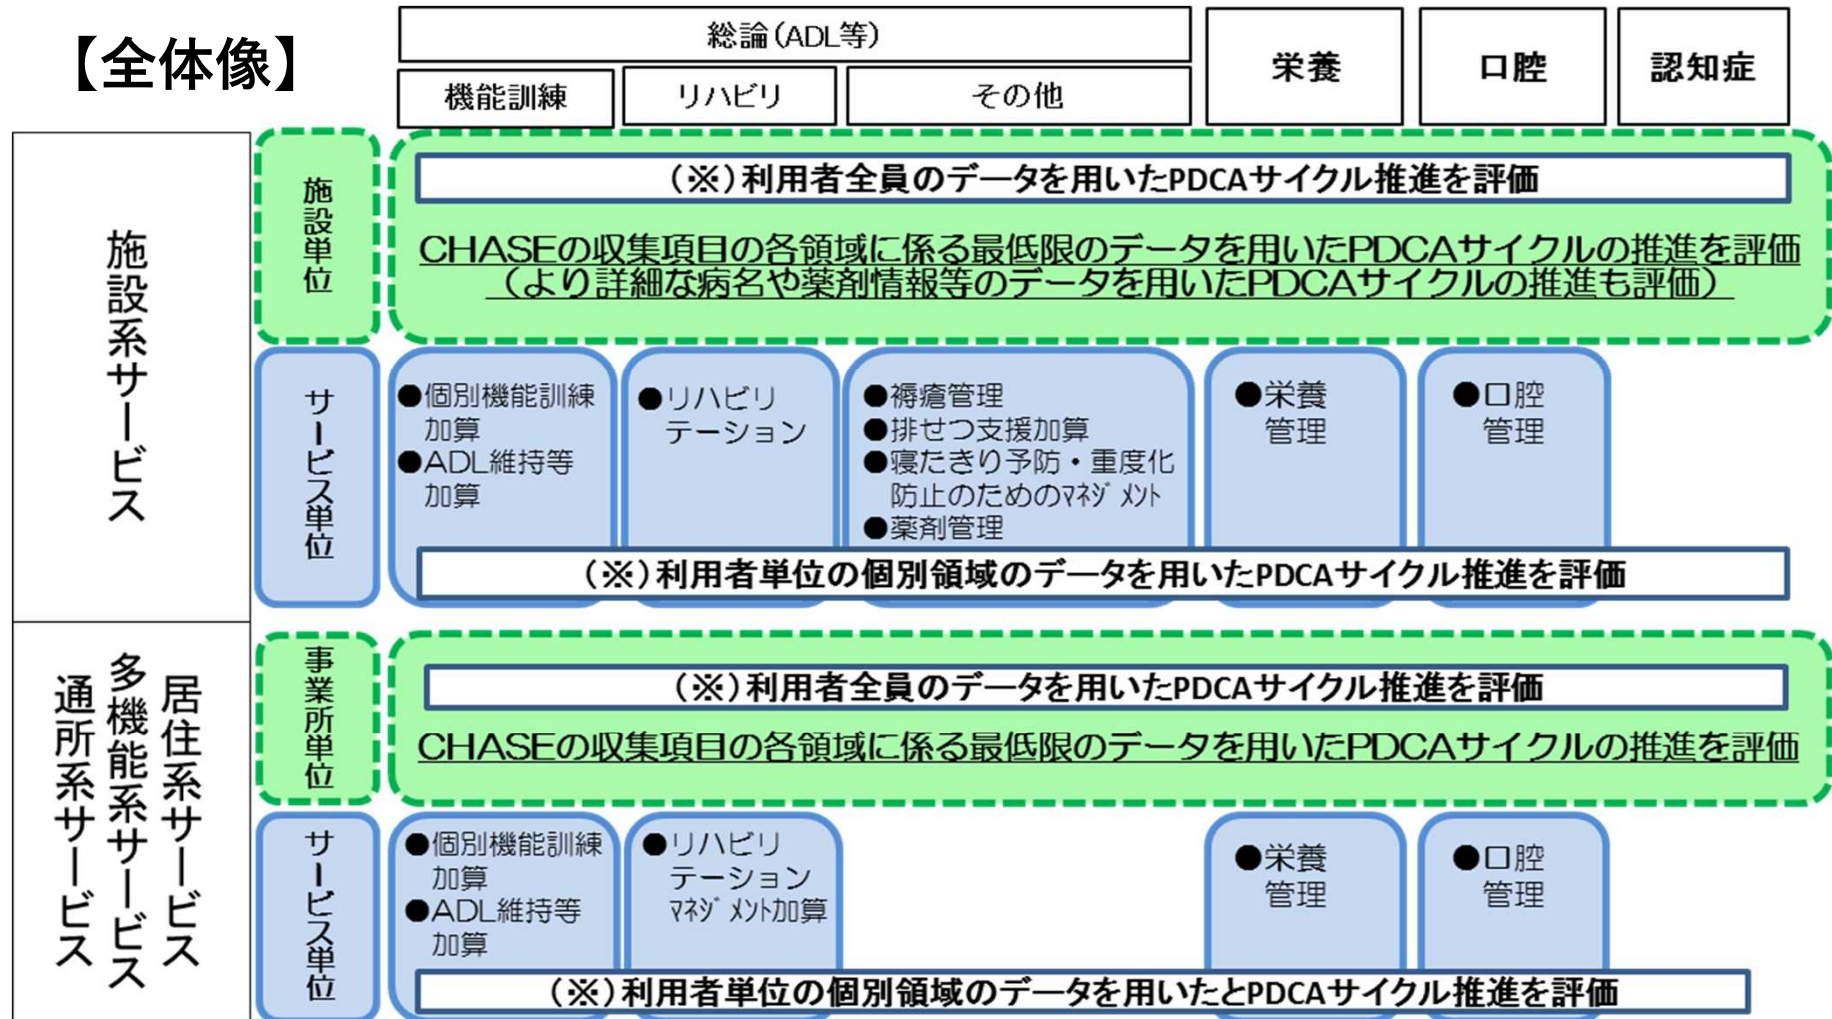 【全体像】
総論(ADL等)
機能訓練
リハビリ
その他
栄養
口腔
認知症
施設系サービス
施設単位
(※)利用者全員のデータを用いたPDCAサイクル推進を評価
CHASEの収集項目の各領域に係る最低限のデータを用いたPDCAサイクルの推進を評価
(より詳細な病名や薬剤情報等のデータを用いたPDCAサイクルの推進も評価)
サービス単位
●個別機能訓練
加算
●ADL維持等
加算
●リハビリ
テーション
●褥瘡管理
●排せつ支援加算
●寝たきり予防・重度化
防止のためのﾏﾈｼﾞﾒﾝﾄ
●薬剤管理
●栄養
管理
●口腔
管理
(※)利用者単位の個別領域のデータを用いたPDCAサイクル推進を評価
居住系サービス
多機能系サービス
通所系サービス
事業所単位
(※)利用者全員のデータを用いたPDCAサイクル推進を評価
CHASEの収集項目の各領域に係る最低限のデータを用いたPDCAサイクルの推進を評価
サービス単位
●個別機能訓練
加算
●ADL維持等
加算
●リハビリ
テーション
ﾏﾈｼﾞﾒﾝﾄ加算
●栄養
管理
●口腔
管理
(※)利用者単位の個別領域のデータを用いたとPDCAサイクル推進を評価